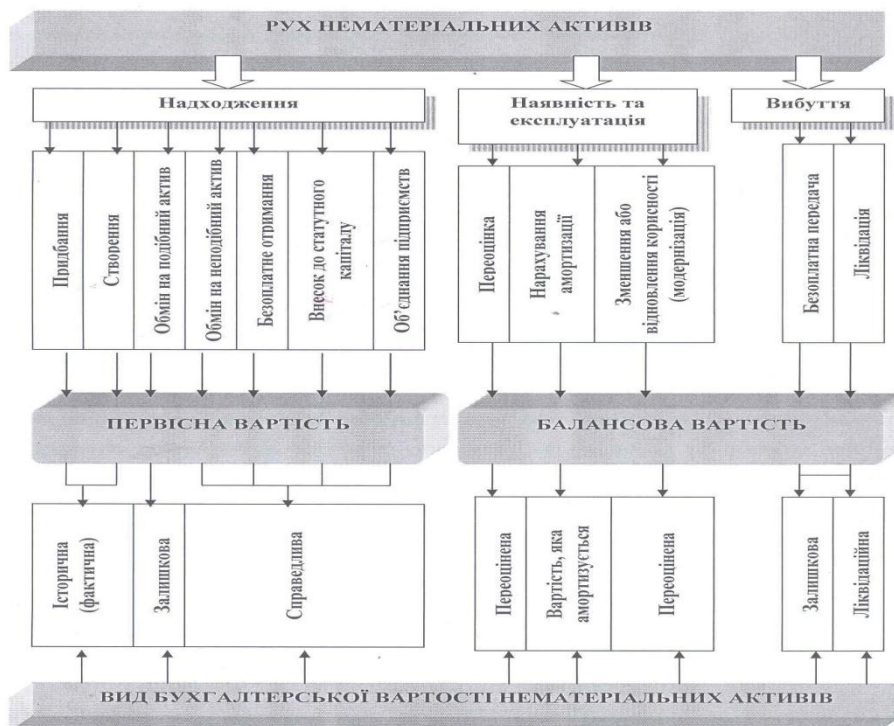 РУХ НЕМАТЕРІАЛЬНИХ АКТИВІВ
Надходження
Наявність та
експлуатація
Вибуття
Придбання
Створення
Обмін на подібний актив
Обмін на неподібний актив
Безоплатне отримання
Внесок до статутного
капіталу
Об’єднання підприємств
Переоцінка
Нарахування
амортизації
Зменшення або
відновлення корисності
(модернізація)
Безоплатна передача
Ліквідація
ПЕРВІСНА ВАРТІСТЬ
БАЛАНСОВА ВАРТІСТЬ
Історична
(фактична)
Залишкова
Справедлива
Переоцінена
Вартість, яка
амортизується
Переоцінена
Залишкова
Ліквідаційна
ВИД БУХГАЛТЕРСЬКОЇ ВАРТОСТІ НЕМАТЕРІАЛЬНИХ АКТИВІВ